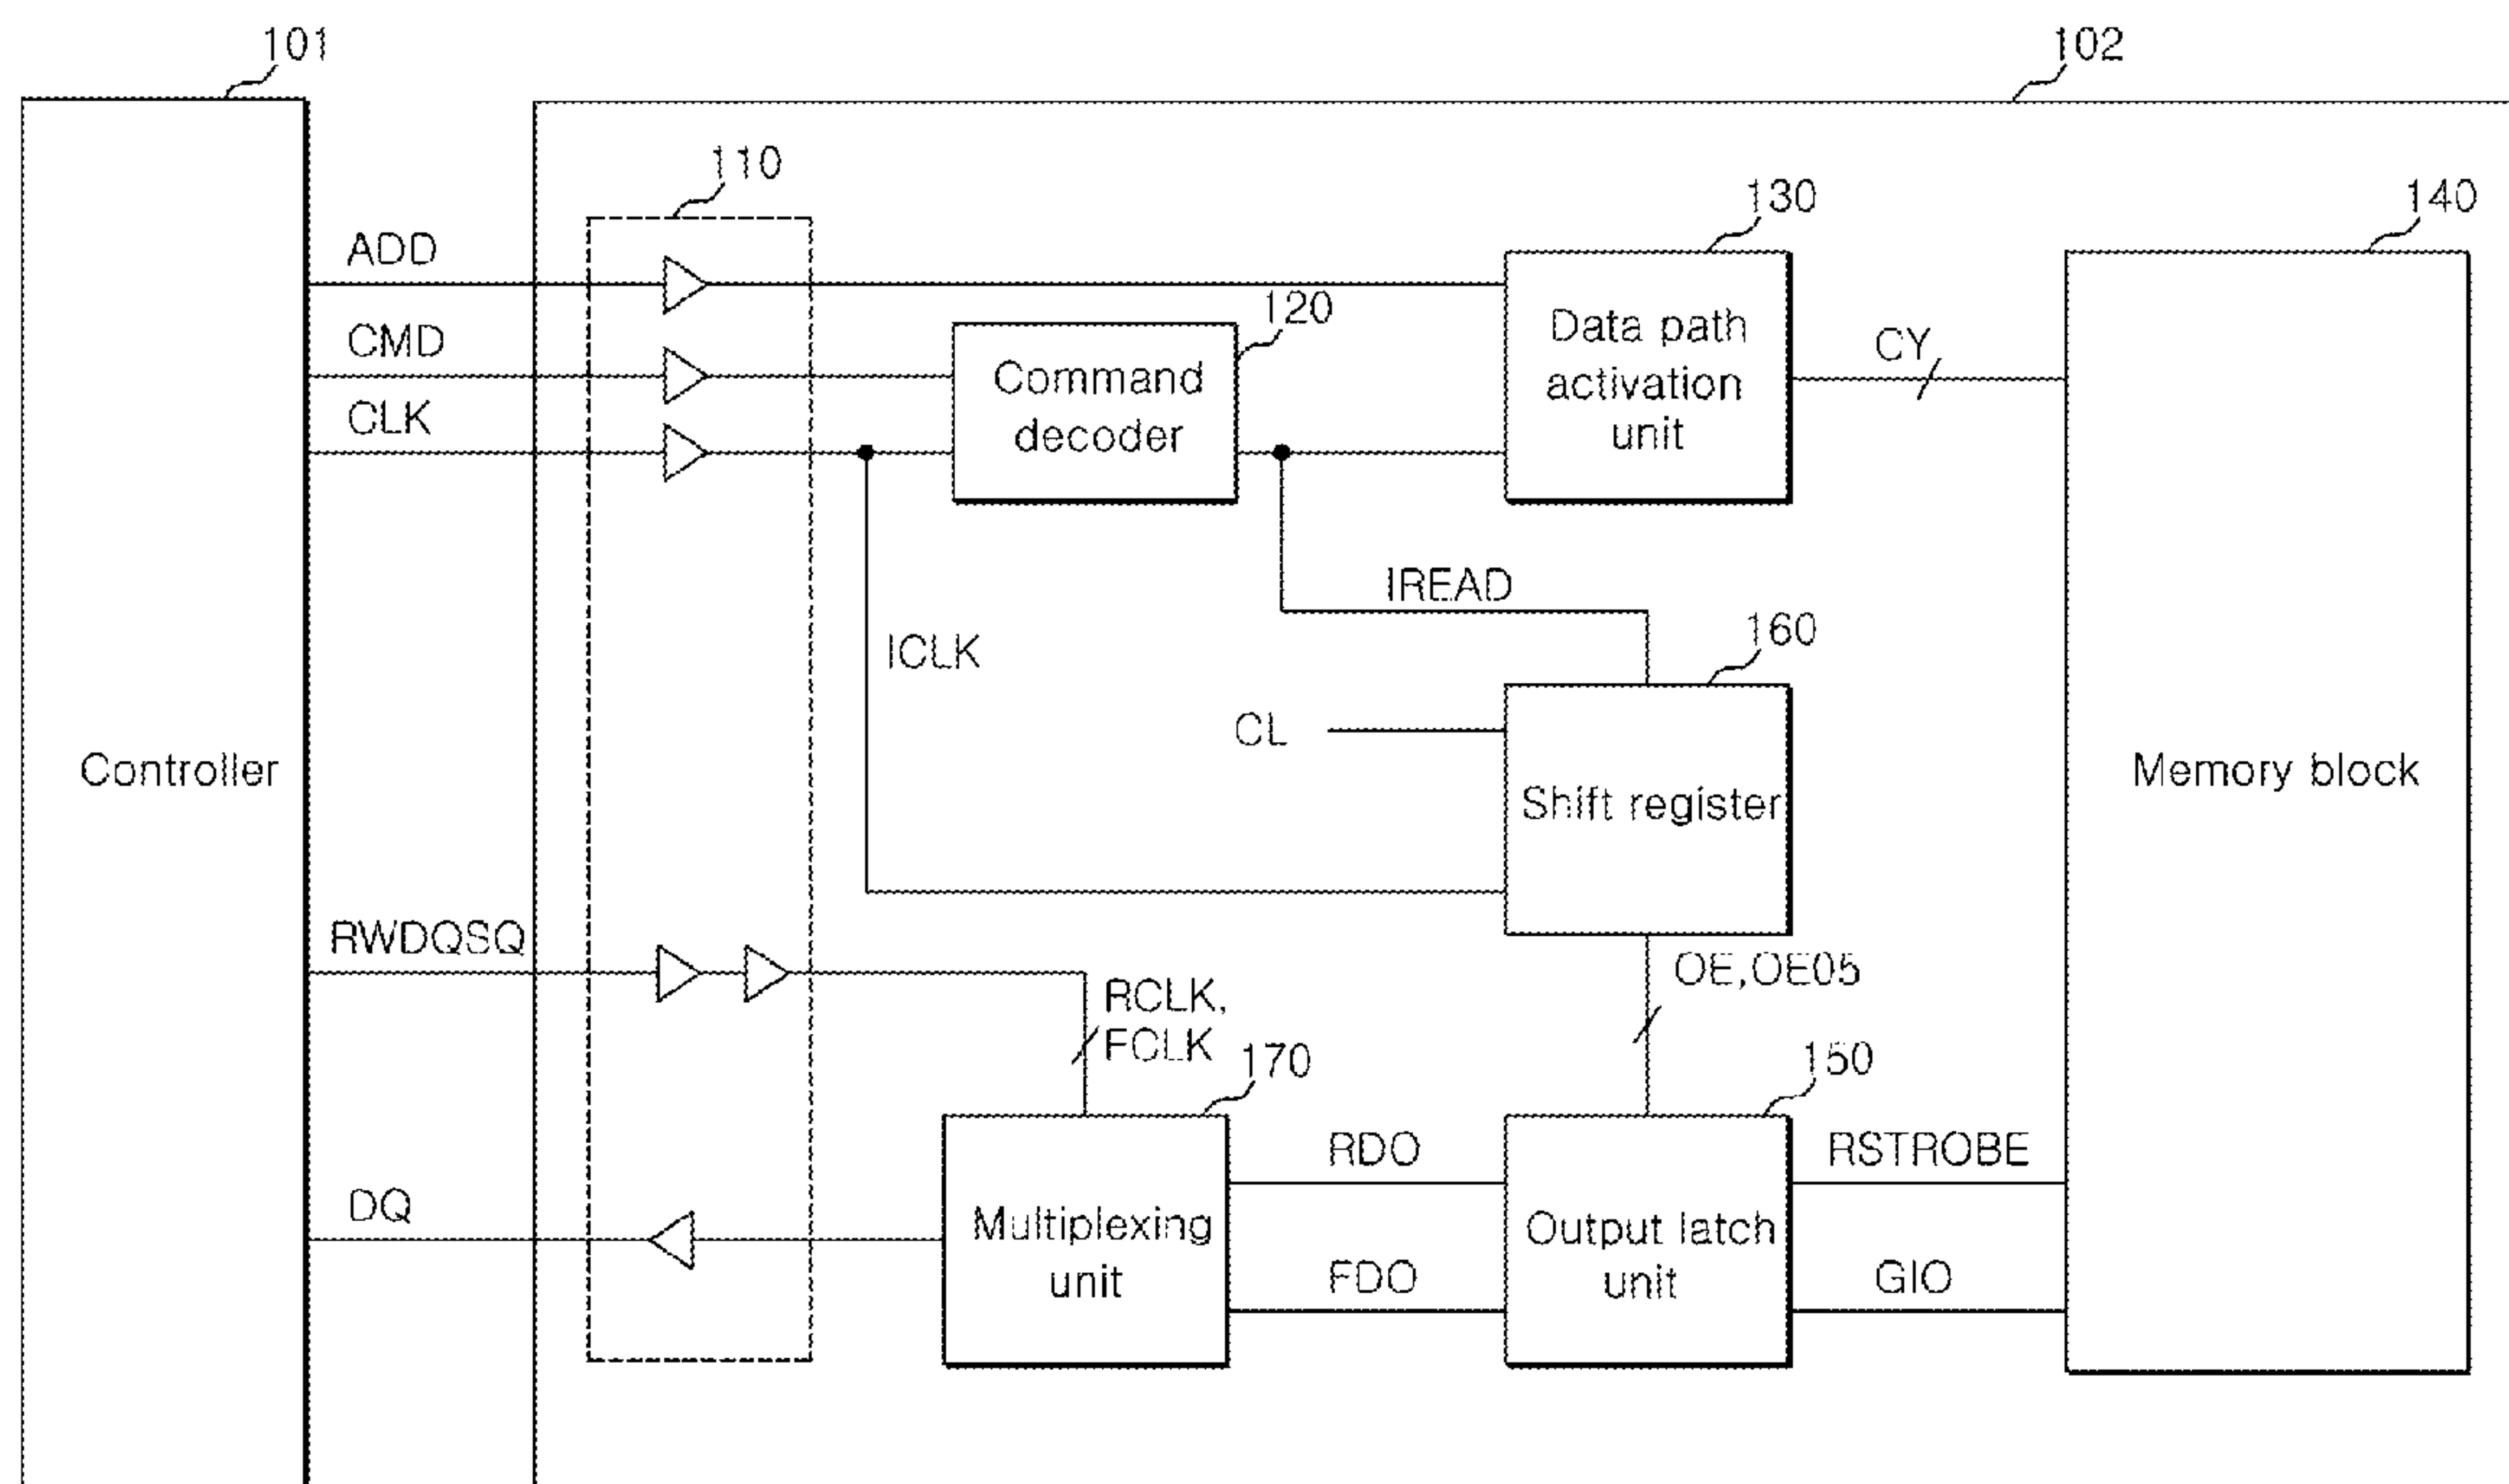 101
102
110
130
140
ADD
120
CMD
Command
decoder
Data path
activation
unit
CY
CLK
IREAD
ICLK
160
CL
Controller
Shift register
Memory block
RWDQSQ
RCLK,
FCLK
OE,OE05
170
150
RDO
RSTROBE
DQ
Multiplexing
unit
Output latch
unit
FDO
GIO